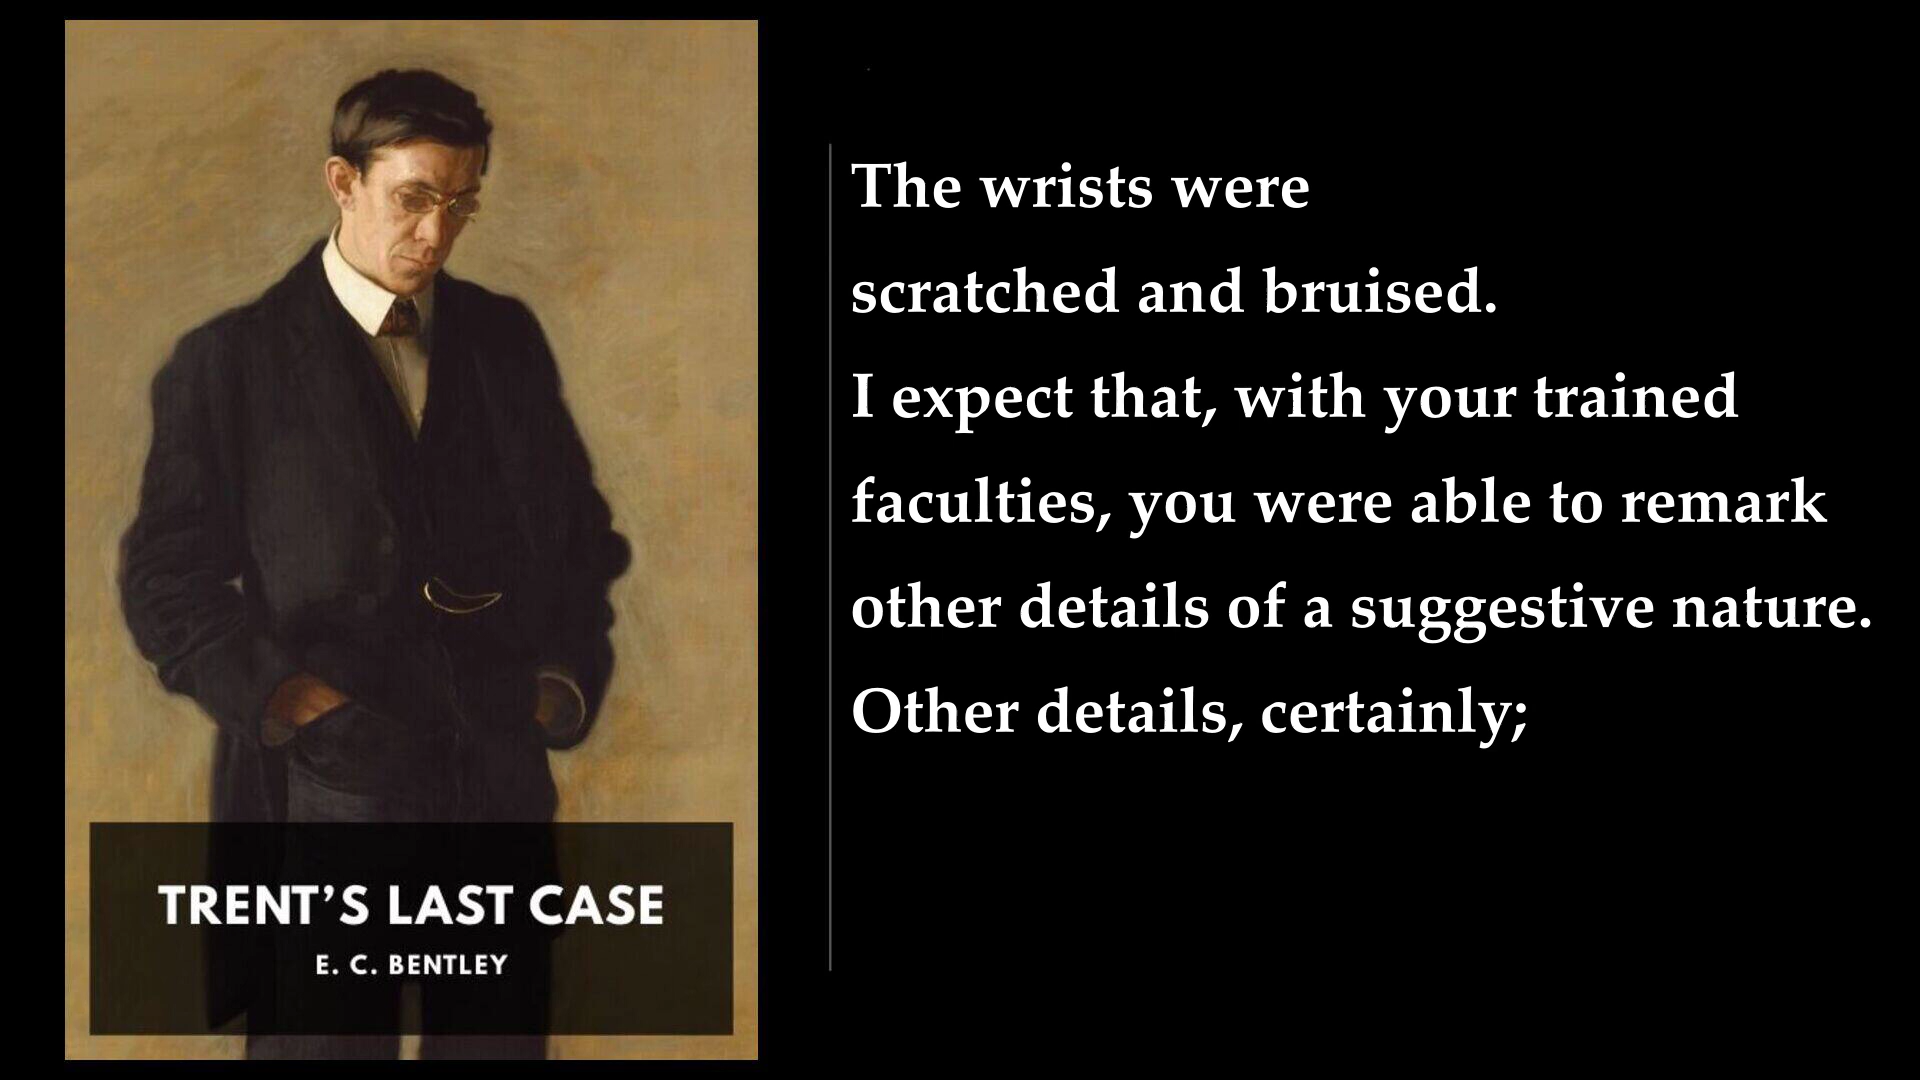 TRENT’S LAST CASE
E. C. BENTLEY
The wrists were
scratched and bruised.
I expect that, with your trained
faculties, you were able to remark
other details of a suggestive nature.
Other details, certainly;